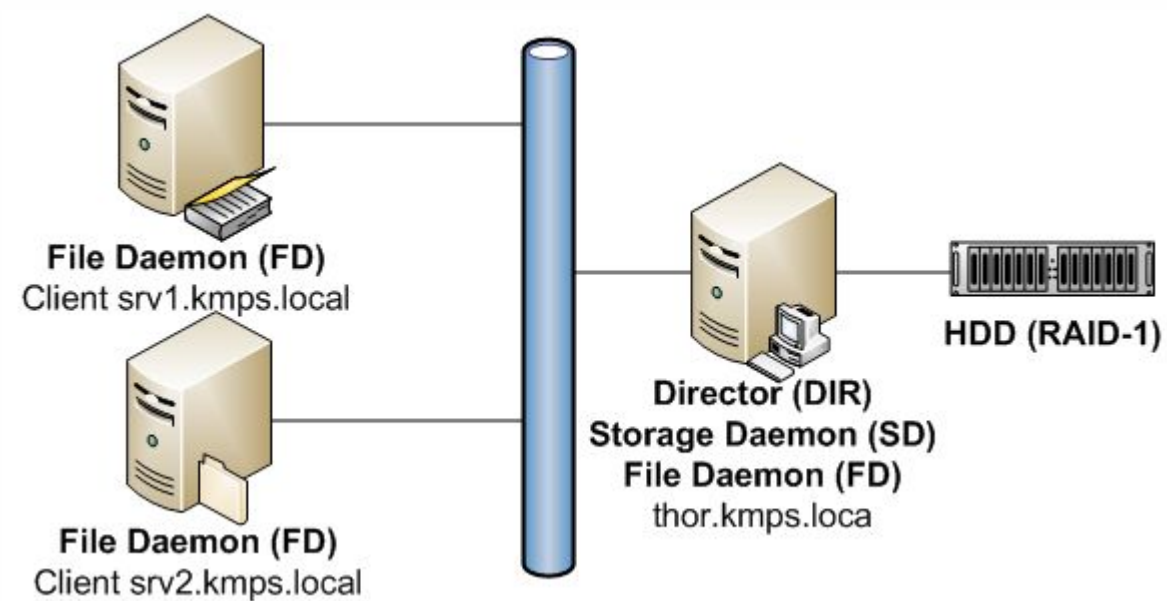 File Daemon (FD)
Client srv1.kmps.local
File Daemon (FD)
Client srv2.kmps.local
Director (DIR)
Storage Daemon (SD)
File Daemon (FD)
thor.kmps.loca
HDD (RAID-1)